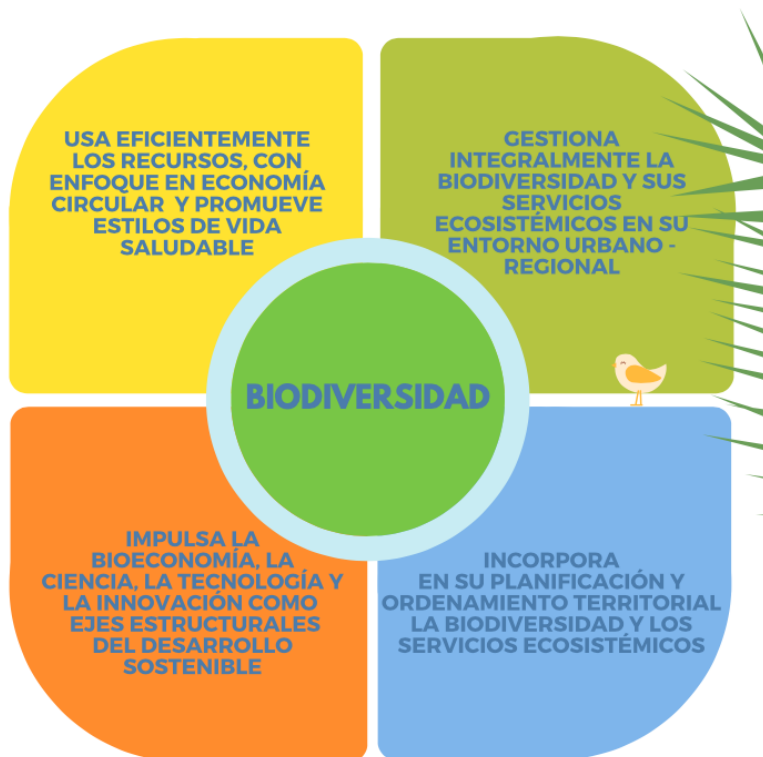 USA EFICIENTEMENTE
LOS RECURSOS, CON
ENFOQUE EN ECONOMÍA
CIRCULAR Y PROMUEVE
ESTILOS DE VIDA
SALUDABLE
GESTIONA
INTEGRALMENTE LA
BIODIVERSIDAD Y SUS
SERVICIOS
ECOSISTÉMICOS EN SU
ENTORNO URBANO -
REGIONAL
BIODIVERSIDAD
IMPULSA LA
BIOECONOMÍA, LA
CIENCIA, LA TECNOLOGÍA Y
LA INNOVACIÓN COMO
EJES ESTRUCTURALES
DEL DESARROLLO
SOSTENIBLE
INCORPORA
EN SU PLANIFICACIÓN Y
ORDENAMIENTO TERRITORIAL
LA BIODIVERSIDAD Y LOS
SERVICIOS ECOSISTÉMICOS